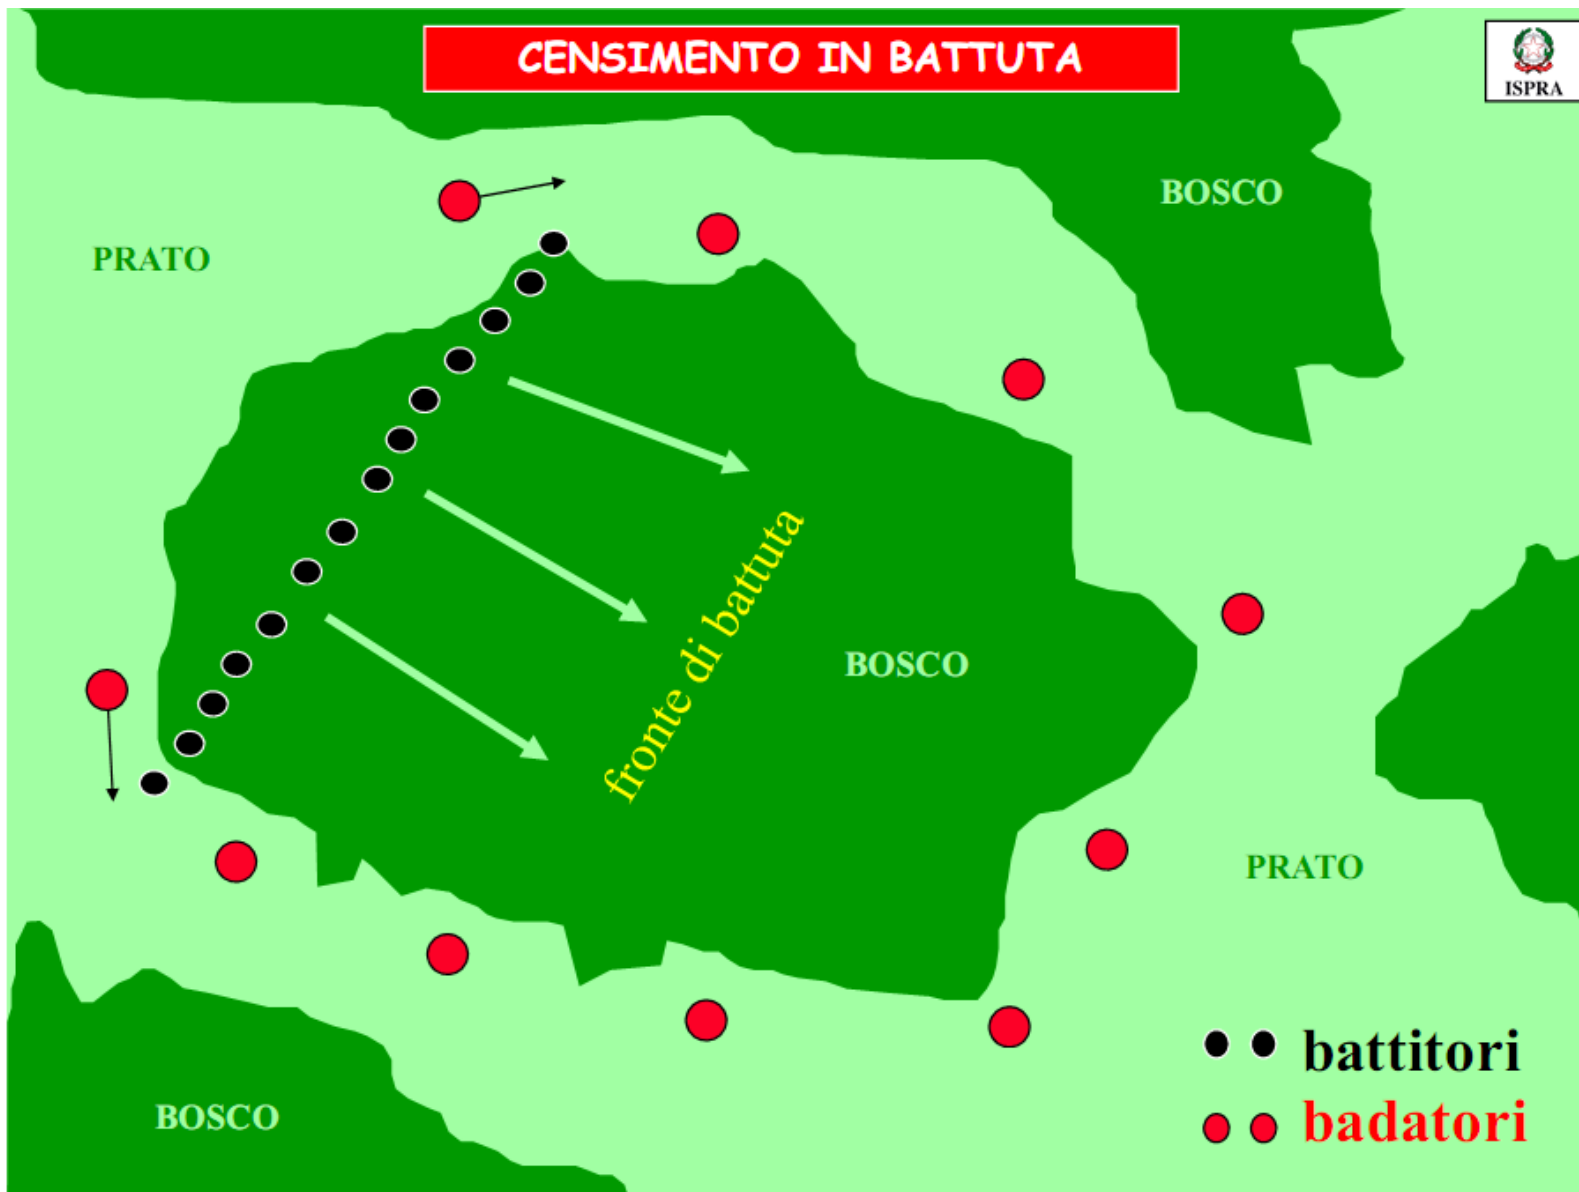 CENSIMENTO IN BATTUTA
ISPRA
BOSCO
PRATO
fronte di battuta
BOSCO
PRATO
battitori
BOSCO
badatori